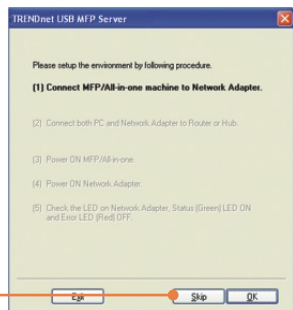 TRENDnet USB MFP Server
Please setup the environment by following procedure.
(1) Connect MFP/All-in-one machine to Network Adapter.
(2) Connect both PC and Network Adapter to Router or Hub.
(3) Power ON MFP/All-in-one.
(4) Power ON Network Adapter.
(5) Check the LED on Network Adapter, Status (Green) LED ON
and Error LED (Red) OFF.
Exit
Skip
OK